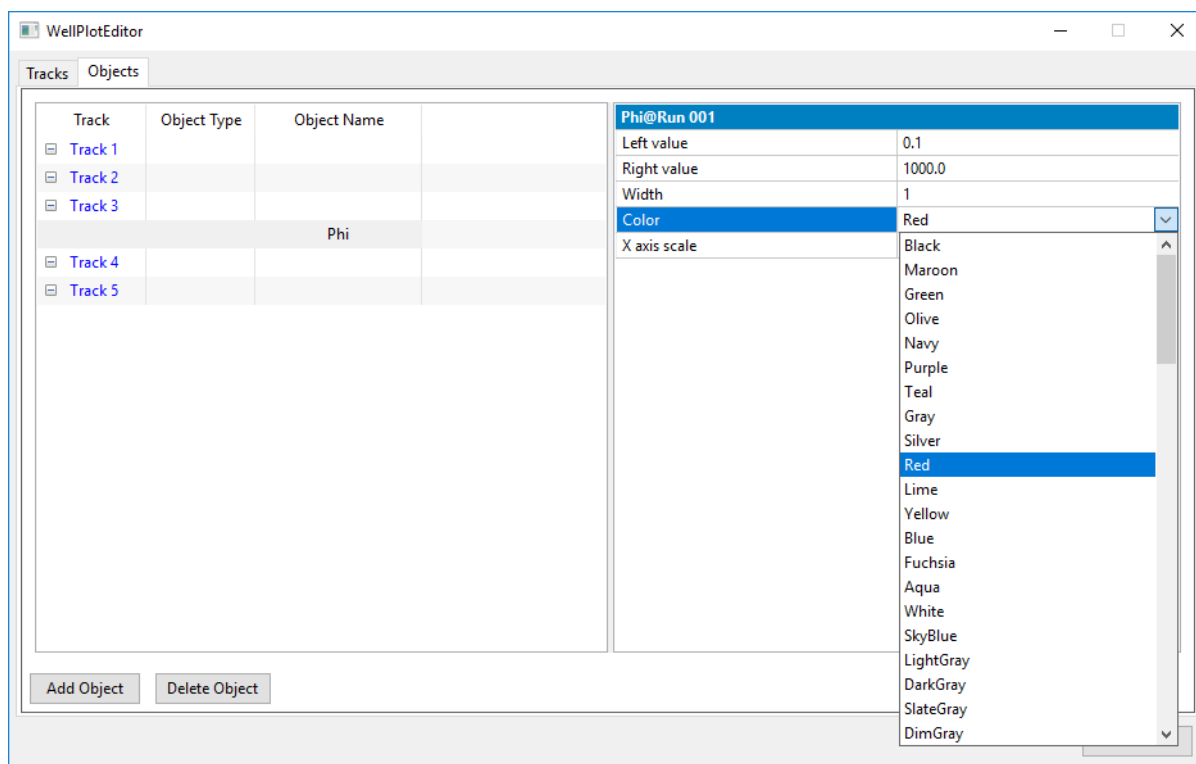 WellPlotEditor
Tracks Objects
Track Object Type Object Name
Track 1
Track 2
Track 3
Phi
Track 4
Track 5
Phi@Run 001
Left value 0.1
Right value 1000.0
Width 1
Color Red
X axis scale
Black
Maroon
Green
Olive
Navy
Purple
Teal
Gray
Silver
Red
Lime
Yellow
Blue
Fuchsia
Aqua
White
SkyBlue
LightGray
DarkGray
SlateGray
DimGray
Add Object Delete Object